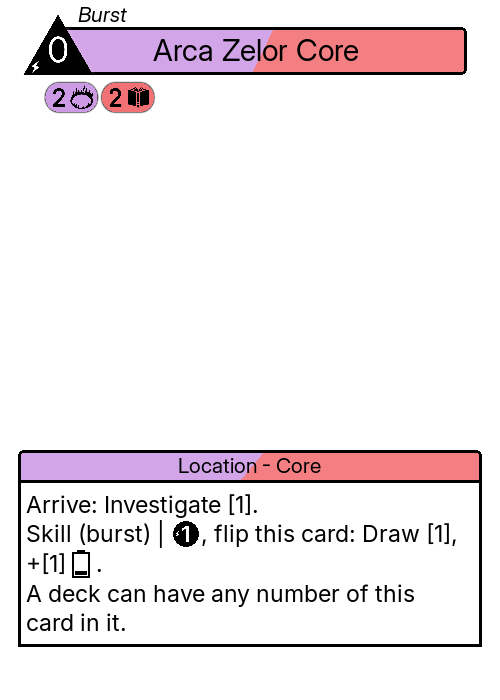 Burst
0
Arca Zelor Core
2 2
Location - Core
Arrive: Investigate [1].
Skill (burst) | 1, flip this card: Draw [1],
+[1] .
A deck can have any number of this
card in it.